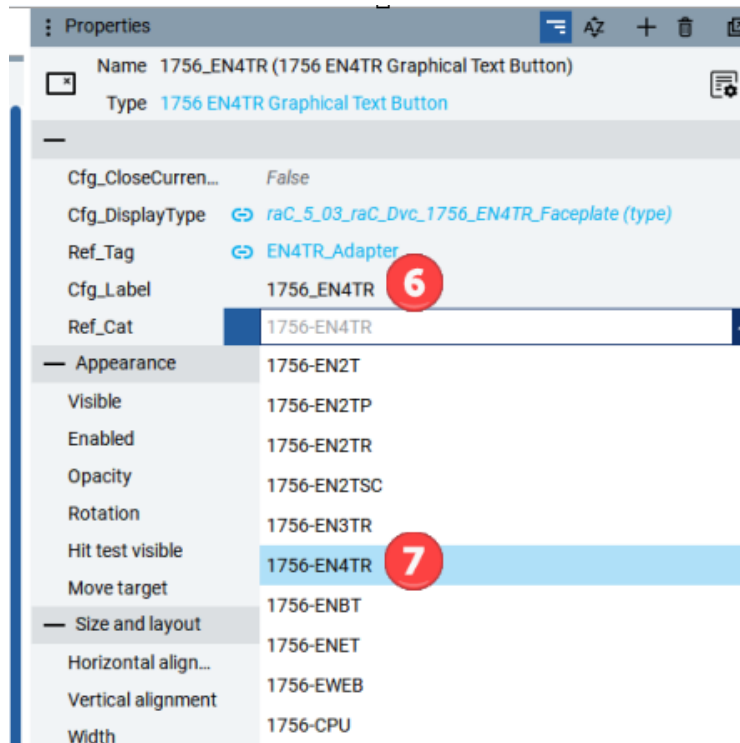 Properties
AZ
Name 1756_EN4TR (1756 EN4TR Graphical Text Button)
Type 1756 EN4TR Graphical Text Button
Cfg_CloseCurren... False
Cfg_DisplayType raC_5_03_raC_Dvc_1756_EN4TR_Faceplate (type)
Ref_Tag EN4TR_Adapter
Cfg_Label 1756_EN4TR 6
Ref_Cat 1756-EN4TR
Appearance 1756-EN2T
Visible 1756-EN2TP
Enabled 1756-EN2TR
Opacity 1756-EN2TSC
Rotation 1756-EN3TR
Hit test visible 1756-EN4TR 7
Move target 1756-ENBT
Size and layout 1756-ENET
Horizontal align... 1756-EWEB
Vertical alignment 1756-CPU
Width